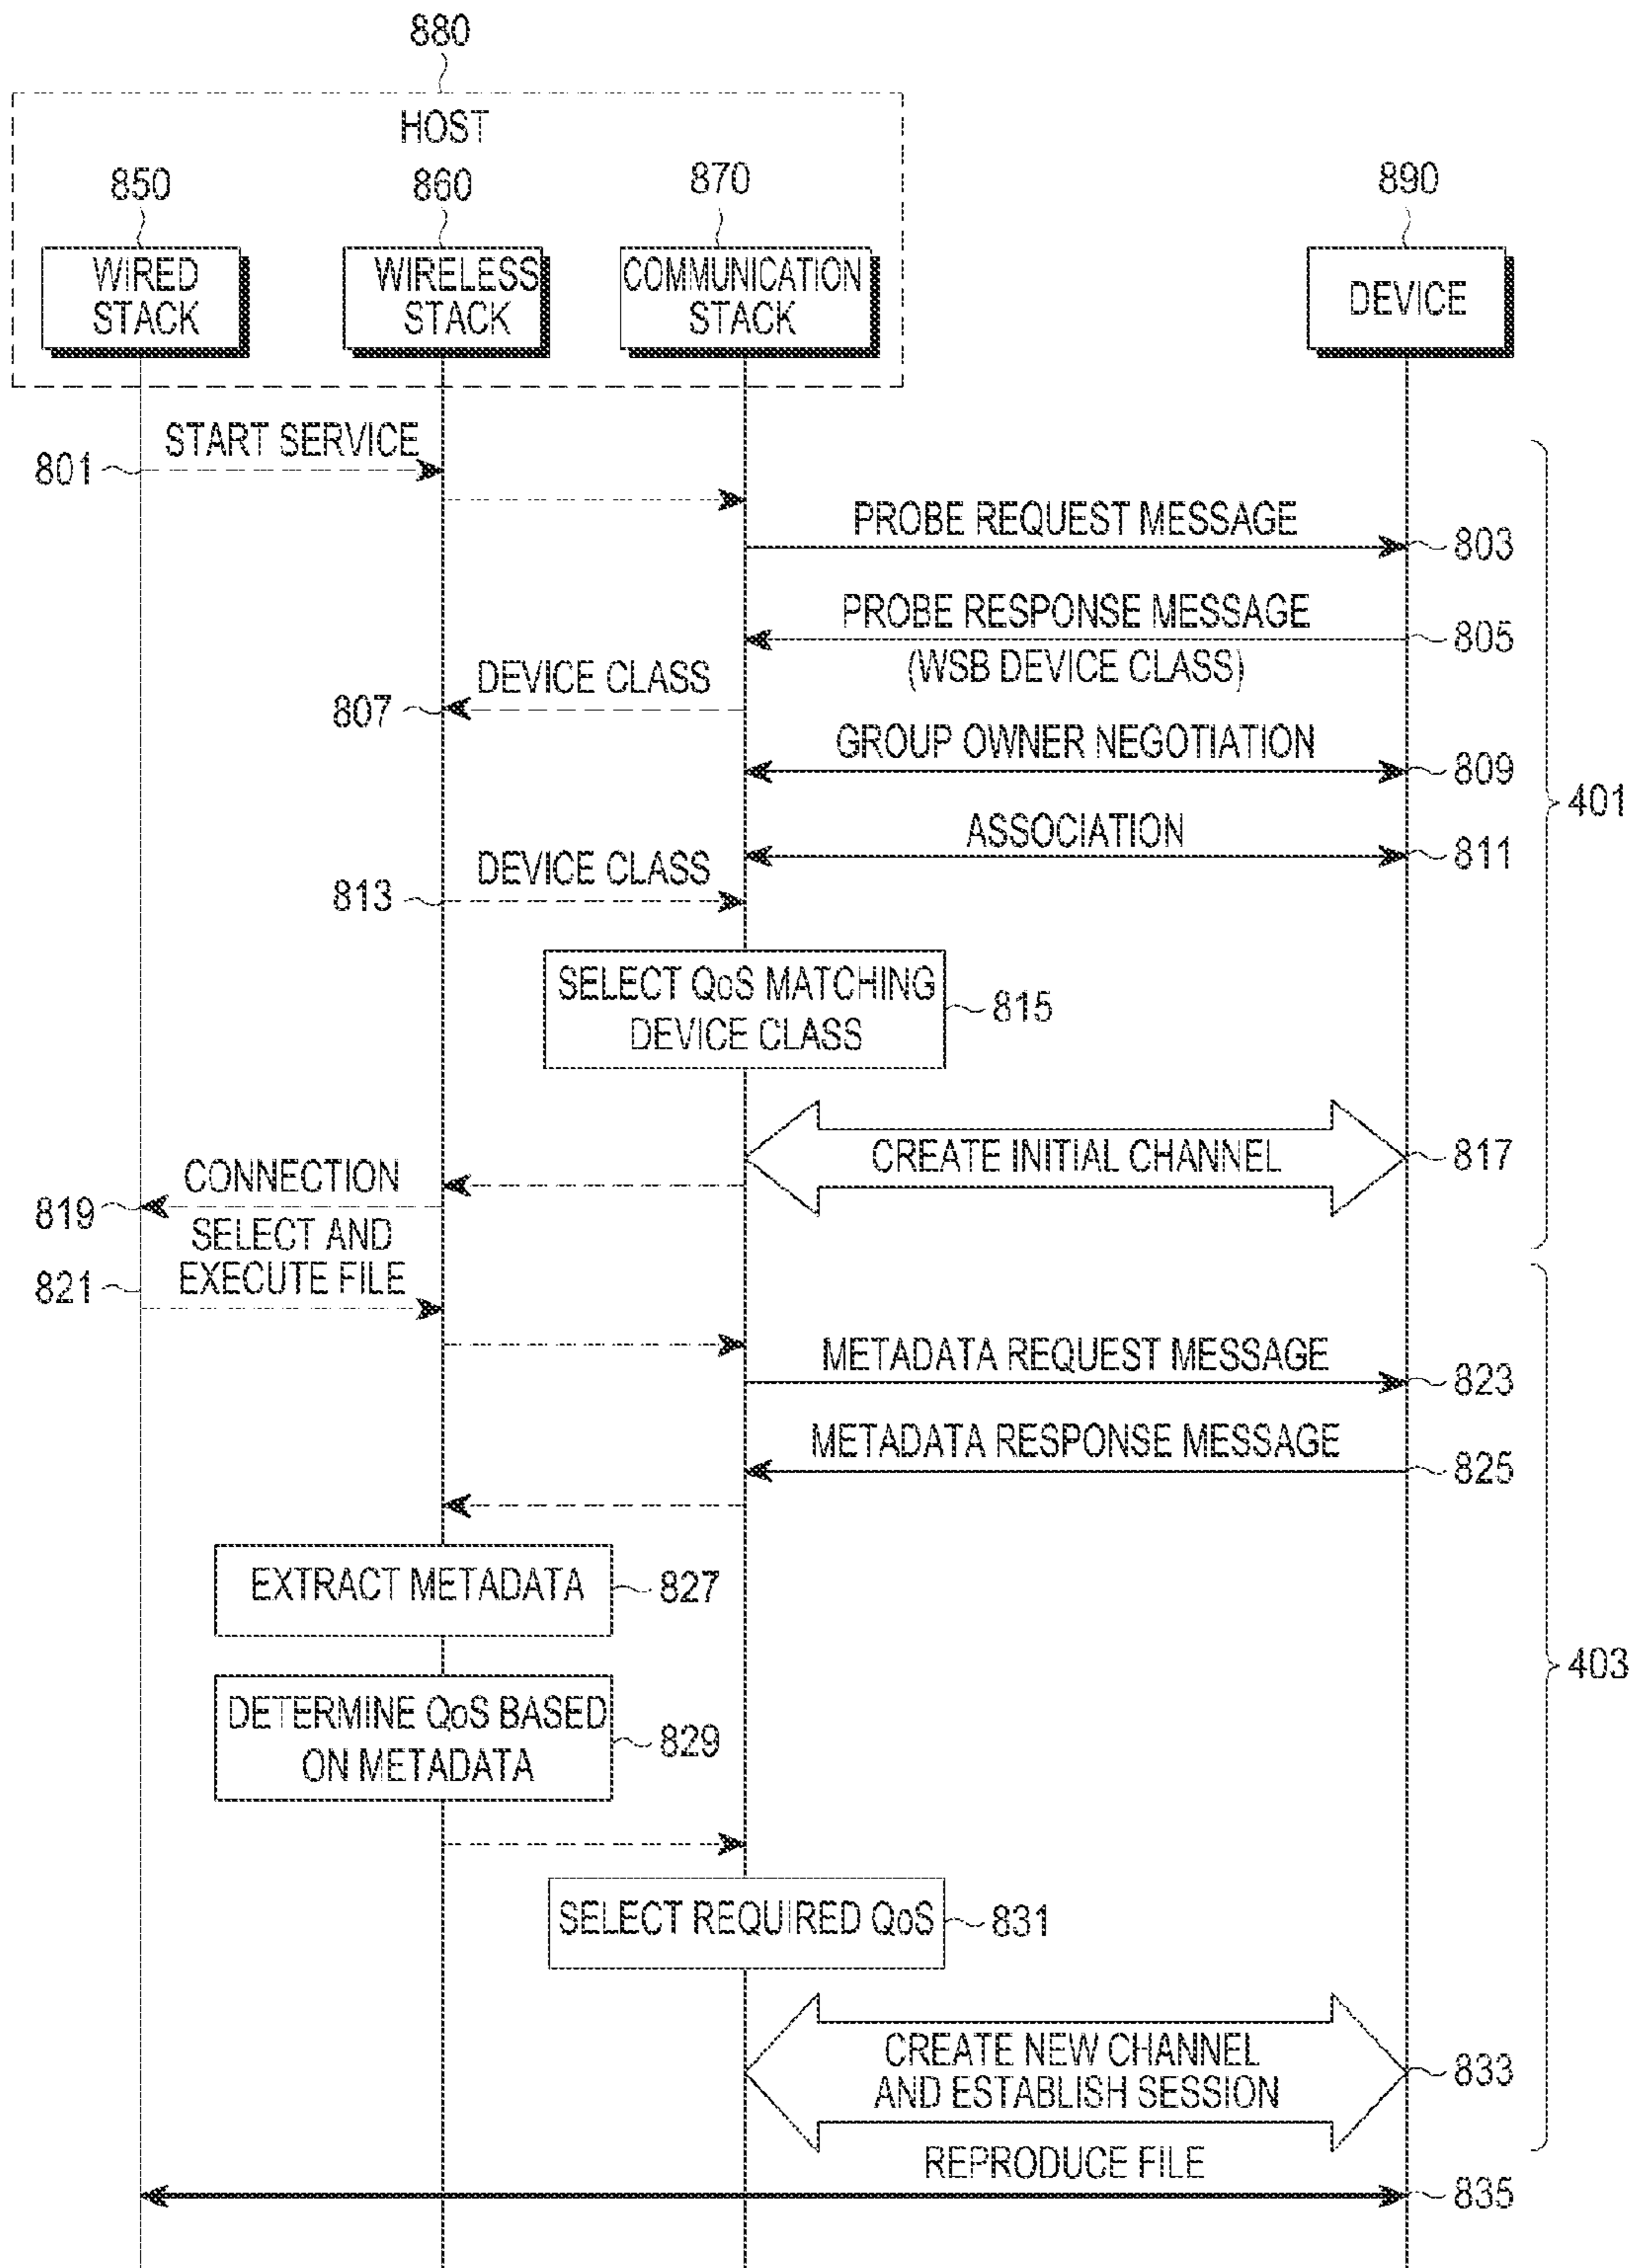 880
HOST
850
860
870
890
WIRED
STACK
WIRELESS
STACK
COMMUNICATION
STACK
DEVICE
START SERVICE
801
PROBE REQUEST MESSAGE
803
PROBE RESPONSE MESSAGE
805
(WSB DEVICE CLASS)
DEVICE CLASS
807
GROUP OWNER NEGOTIATION
809
401
ASSOCIATION
811
DEVICE CLASS
813
SELECT QoS MATCHING
DEVICE CLASS
815
CREATE INITIAL CHANNEL
817
CONNECTION
819
SELECT AND
EXECUTE FILE
821
METADATA REQUEST MESSAGE
823
METADATA RESPONSE MESSAGE
825
EXTRACT METADATA
827
403
DETERMINE QoS BASED
ON METADATA
829
SELECT REQUIRED QoS
831
CREATE NEW CHANNEL
AND ESTABLISH SESSION
833
REPRODUCE FILE
835